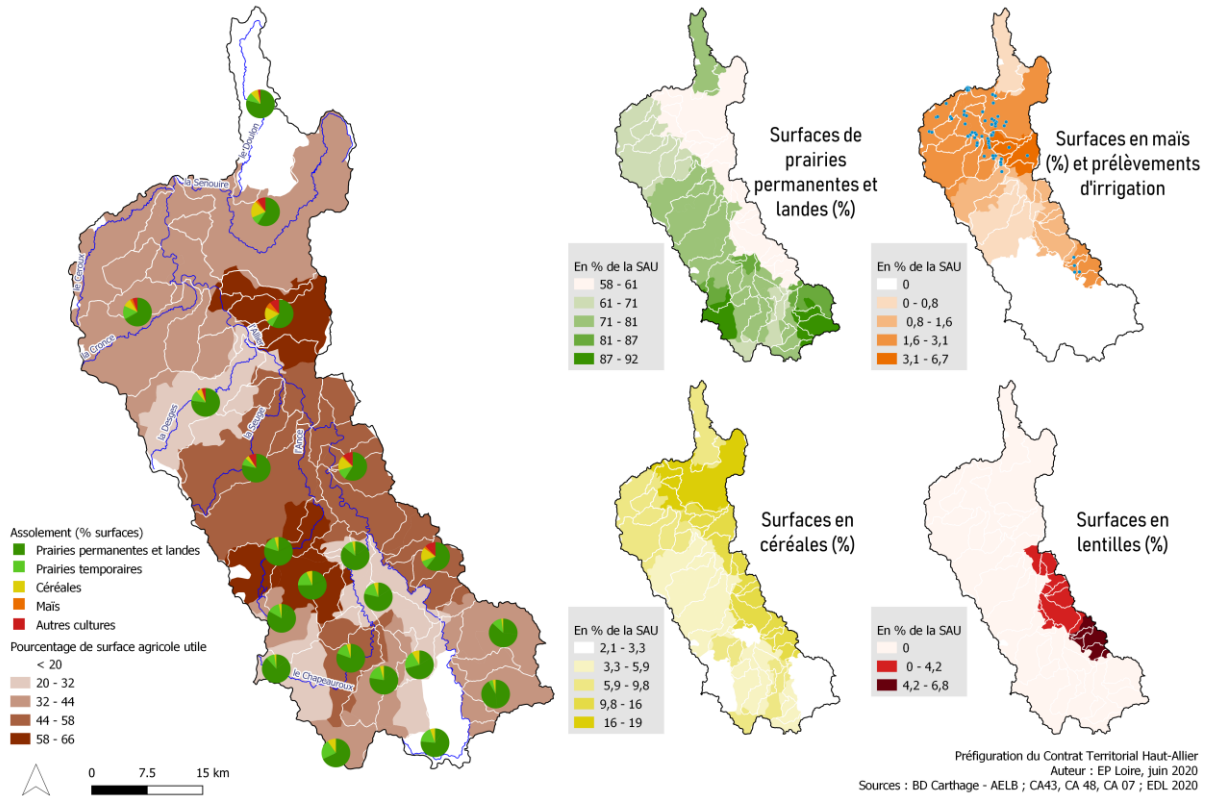 le Doulon
la Sénouire
le Céroux
la Cronce
l'Allier
la Desges
la Seuge
l'Ance
le Chapeauroux
Assolement (% surfaces)
Prairies permanentes et landes
Prairies temporaires
Céréales
Maïs
Autres cultures
Pourcentage de surface agricole utile
< 20
20 - 32
32 - 44
44 - 58
58 - 66
0 7.5 15 km
Surfaces de
prairies
permanentes et
landes (%)
En % de la SAU
58 - 61
61 - 71
71 - 81
81 - 87
87 - 92
Surfaces en maïs
(%) et prélèvements
d'irrigation
En % de la SAU
0
0 - 0,8
0,8 - 1,6
1,6 - 3,1
3,1 - 6,7
Surfaces en
céréales (%)
En % de la SAU
2,1 - 3,3
3,3 - 5,9
5,9 - 9,8
9,8 - 16
16 - 19
Surfaces en
lentilles (%)
En % de la SAU
0
0 - 4,2
4,2 - 6,8
Préfiguration du Contrat Territorial Haut-Allier
Auteur : EP Loire, juin 2020
Sources : BD Carthage - AELB ; CA43, CA 48, CA 07 ; EDL 2020